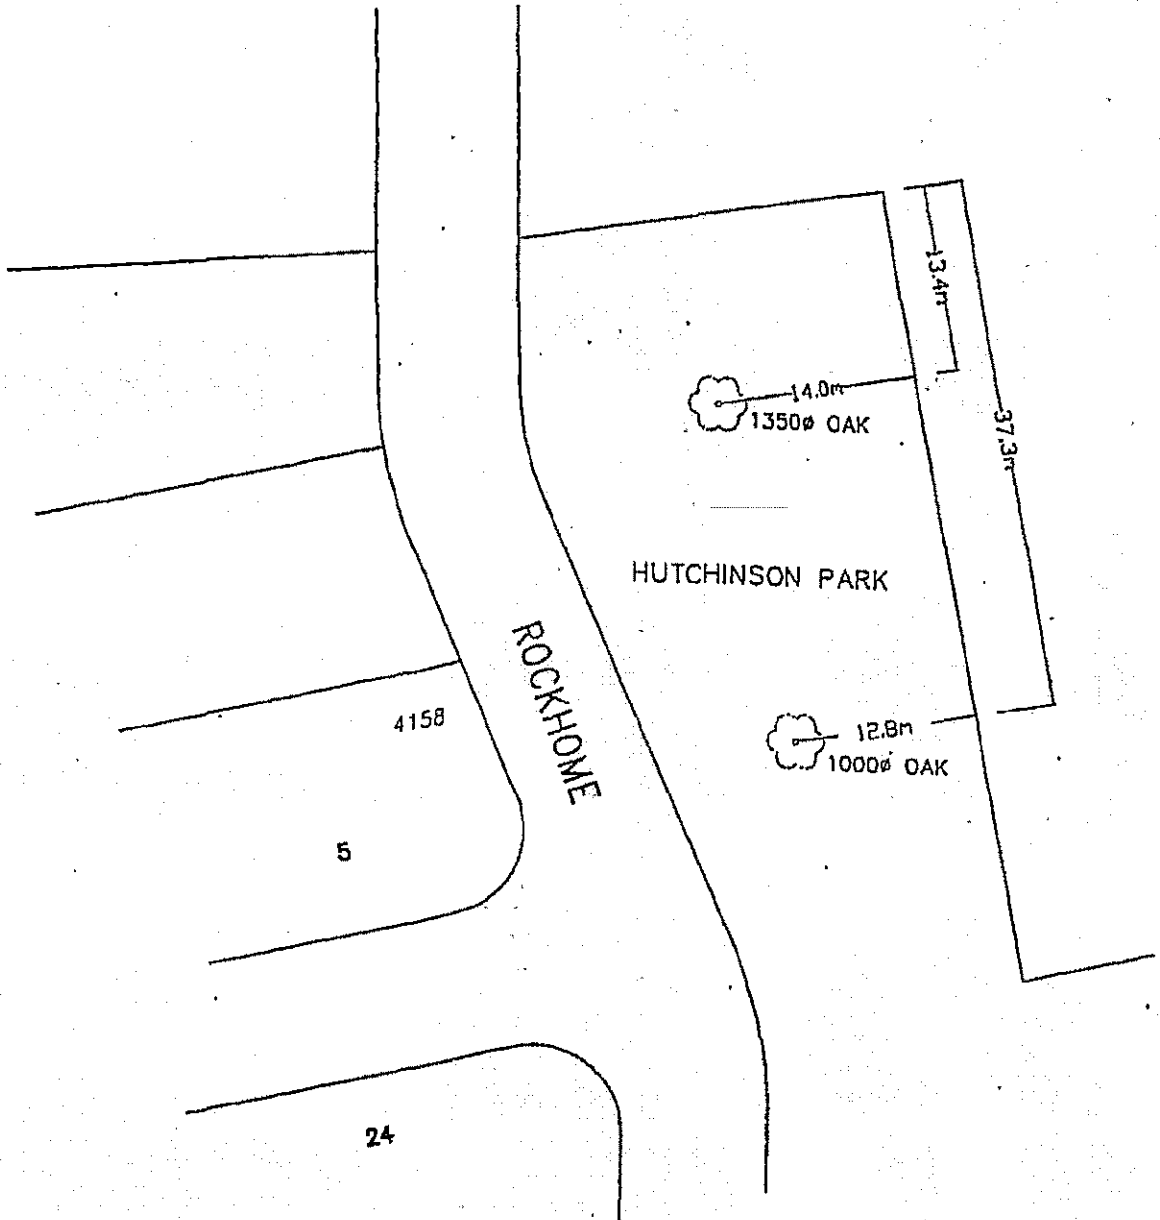 13.4m
14.0m
1350ø OAK
37.3m
HUTCHINSON PARK
ROCKHOME
4158
12.8m
1000ø OAK
5
24